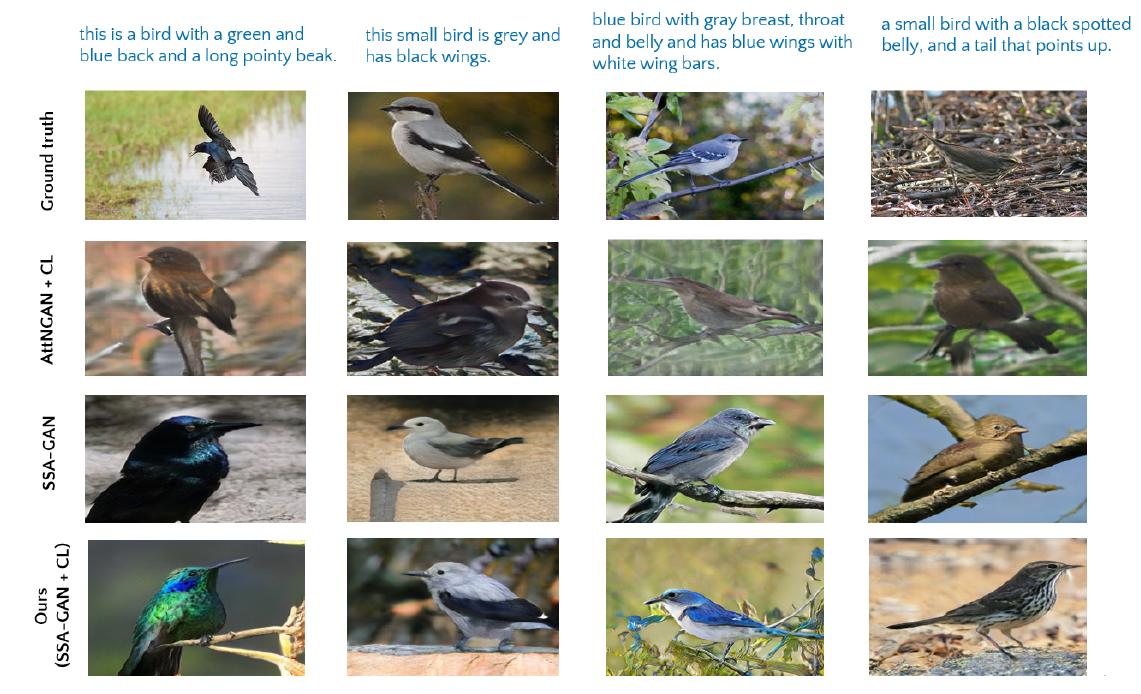 this is a bird with a green and
blue back and a long pointy beak.
this small bird is grey and
has black wings.
blue bird with gray breast, throat
and belly and has blue wings with
white wing bars.
a small bird with a black spotted
belly, and a tail that points up.
Ground truth
AttNGAN + CL
SSA-GAN
Ours
(SSA-GAN + CL)